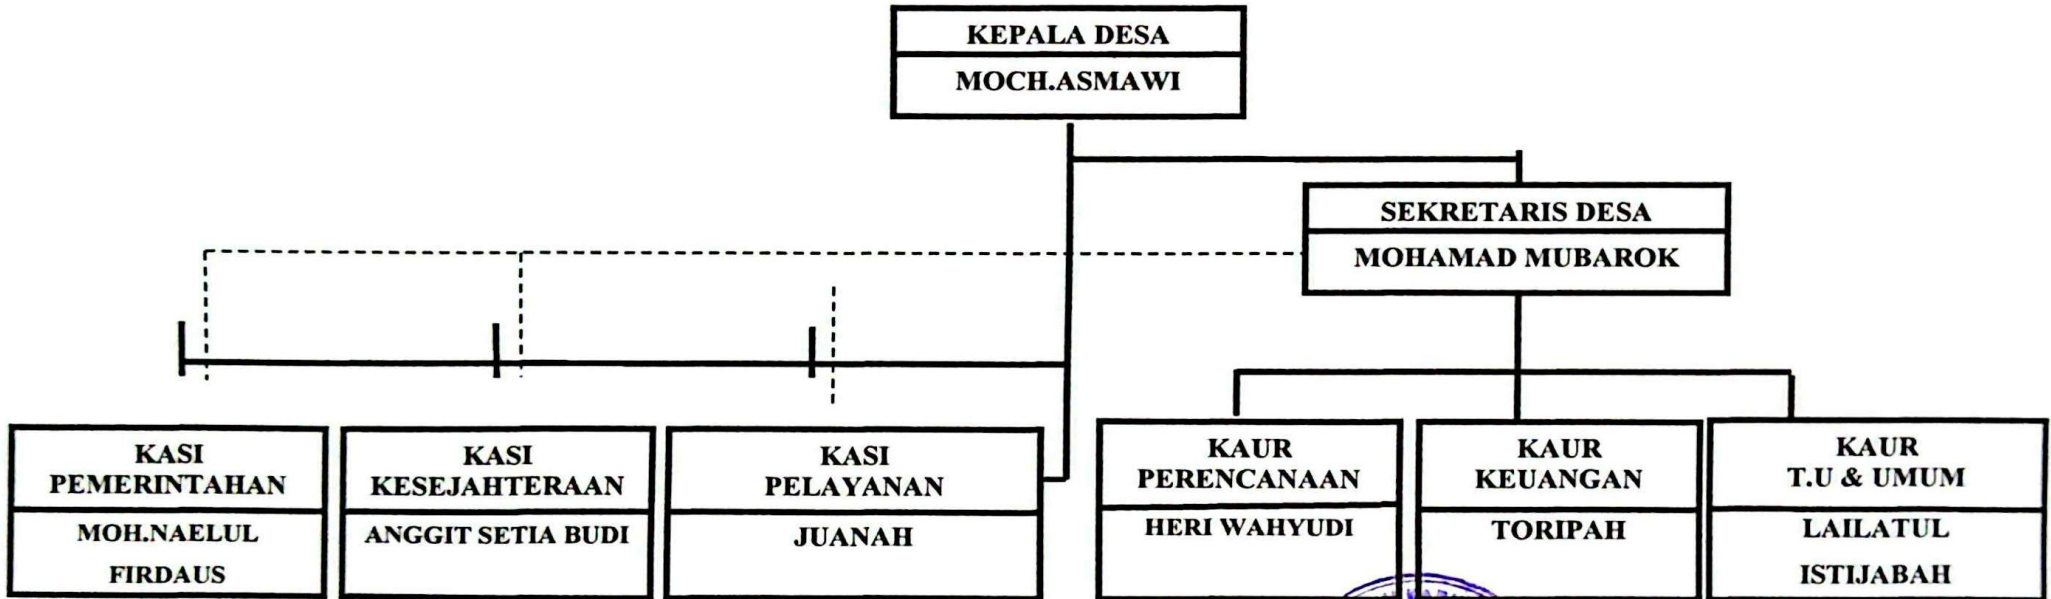 KEPALA DESA
MOCH.ASMAWI
SEKRETARIS DESA
MOHAMAD MUBAROK
KASI
PEMERINTAHAN
MOH.NAELUL
FIRDAUS
KASI
KESEJAHTERAAN
ANGGIT SETIA BUDI
KASI
PELAYANAN
JUANAH
KAUR
PERENCANAAN
HERI WAHYUDI
KAUR
KEUANGAN
TORIPAH
KAUR
T.U & UMUM
LAILATUL
ISTIJABAH